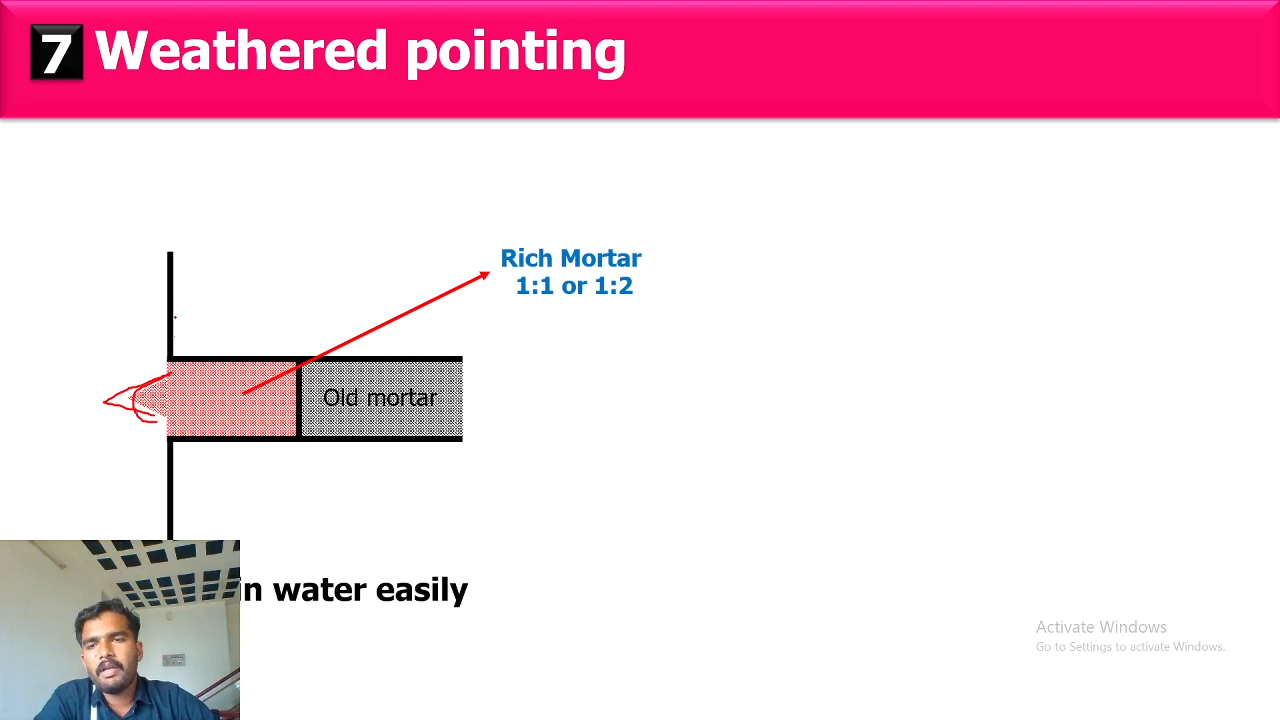 7 Weathered pointing
Rich Mortar
1:1 or 1:2
Old mortar
water easily
Activate Windows
Go to Settings to activate Windows.